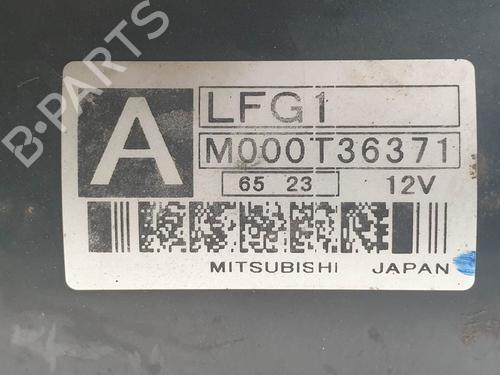 B-PARTS
A
LFG1
M000T36371
65 23
12V
MITSUBISHI JAPAN